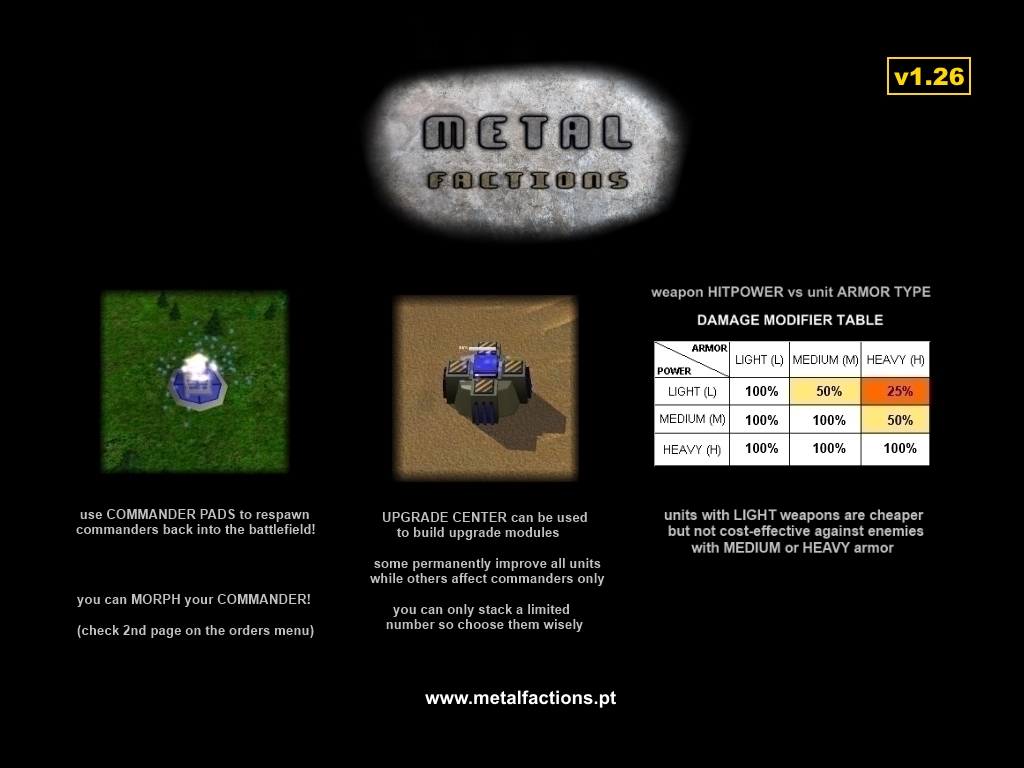 v1.26
METAL
FACTIONS
weapon HITPOWER vs unit ARMOR TYPE
DAMAGE MODIFIER TABLE
ARMOR
POWER
LIGHT (L) MEDIUM (M) HEAVY (H)
LIGHT (L) 100% 50% 25%
MEDIUM (M) 100% 100% 50%
HEAVY (H) 100% 100% 100%
use COMMANDER PADS to respawn
commanders back into the battlefield!
you can MORPH your COMMANDER!
(check 2nd page on the orders menu)
UPGRADE CENTER can be used
to build upgrade modules
some permanently improve all units
while others affect commanders only
you can only stack a limited
number so choose them wisely
units with LIGHT weapons are cheaper
but not cost-effective against enemies
with MEDIUM or HEAVY armor
www.metalfactions.pt